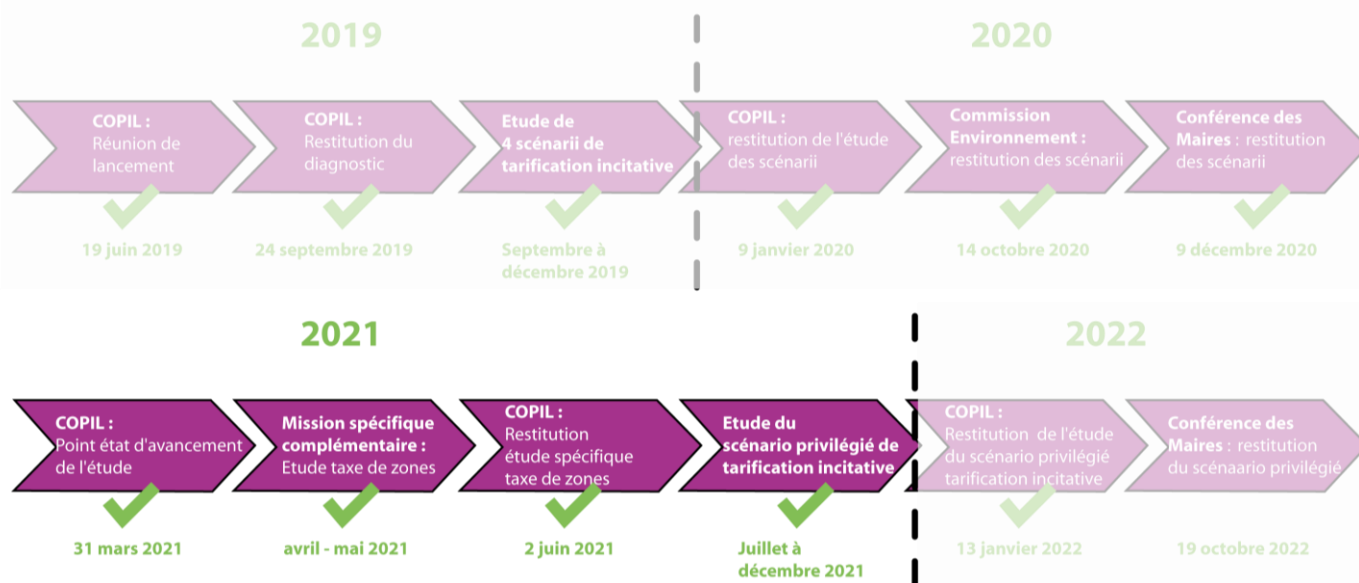 2019
2020
COPIL :
Réunion de
lancement
COPIL :
Restitution du
diagnostic
Etude de
4 scénarii de
tarification incitative
COPIL :
restitution de l'étude
des scénarii
Commission
Environnement :
restitution des scénarii
Conférence des
Maires : restitution
des scénarii
19 juin 2019
24 septembre 2019
Septembre à
décembre 2019
9 janvier 2020
14 octobre 2020
9 décembre 2020
2021
2022
COPIL :
Point état d'avancement
de l'étude
Mission spécifique
complémentaire :
Etude taxe de zones
COPIL :
Restitution
étude spécifique
taxe de zones
Etude du
scénario privilégié de
tarification incitative
COPIL :
Restitution de l'étude
du scénario privilégié
tarification incitative
Conférence des
Maires : restitution
du scénaario privilégié
31 mars 2021
avril - mai 2021
2 juin 2021
Juillet à
décembre 2021
13 janvier 2022
19 octobre 2022